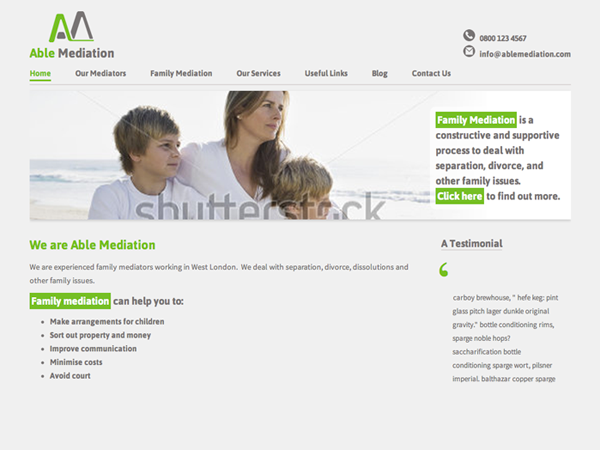 AM
Able Mediation
0800 123 4567
info@ablemediation.com
Home Our Mediators Family Mediation Our Services Useful Links Blog Contact Us
Family Mediation is a
constructive and supportive
process to deal with
separation, divorce, and
other family issues.
Click here to find out more.
shutterstock
We are Able Mediation
We are experienced family mediators working in West London. We deal with separation, divorce, dissolutions and
other family issues.
Family mediation can help you to:
• Make arrangements for children
• Sort out property and money
• Improve communication
• Minimise costs
• Avoid court
A Testimonial
carboy brewhouse, " hefe keg: pint
glass pitch lager dunkle original
gravity." bottle conditioning rims,
sparge noble hops?
saccharification bottle
conditioning sparge wort, pilsner
imperial. balthazar copper sparge